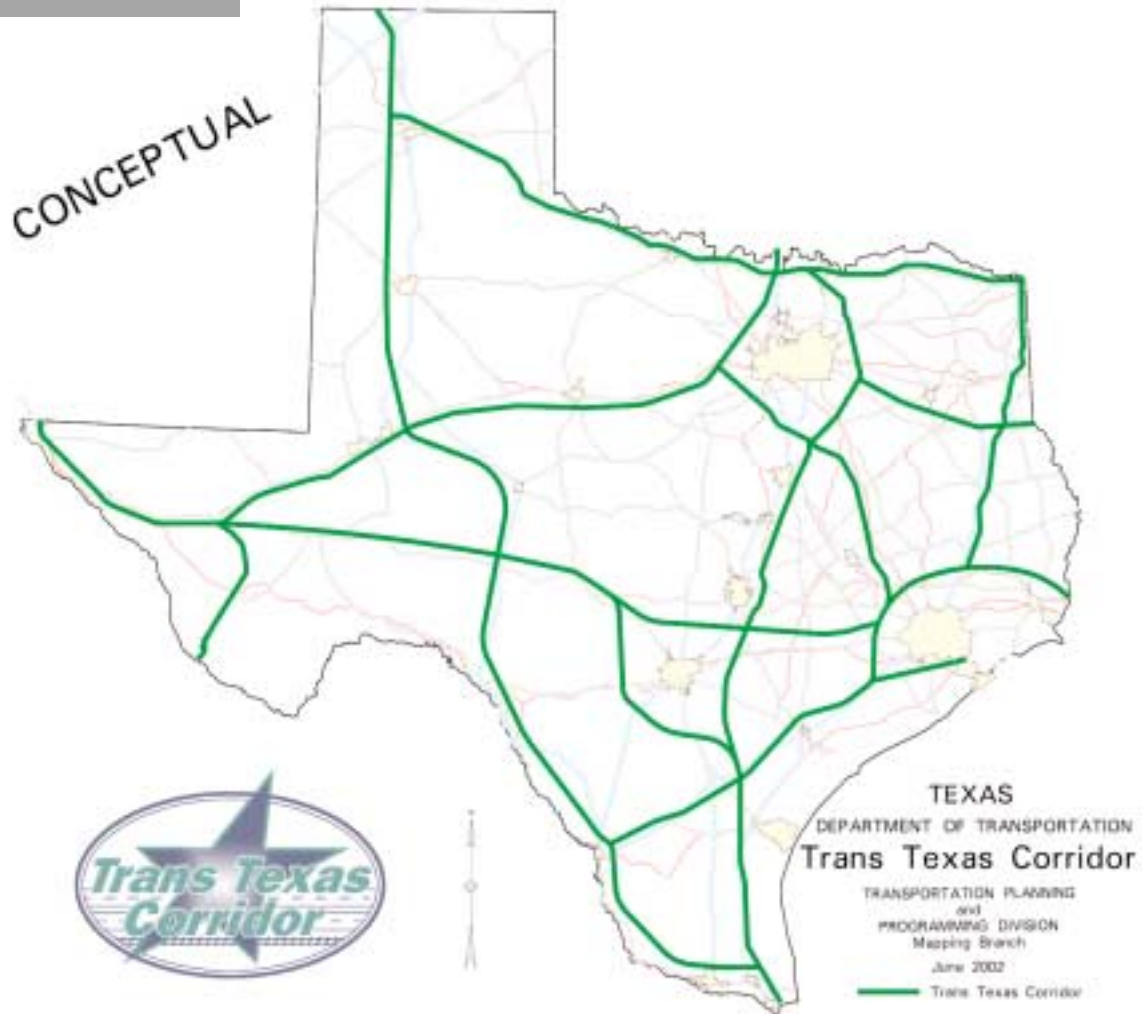 CONCEPTUAL
Trans Texas
Corridor
TEXAS
DEPARTMENT OF TRANSPORTATION
Trans Texas Corridor
TRANSPORTATION PLANNING
and
PROGRAMMING DIVISION
Mapping Branch
June 2002
Trans Texas Corridor